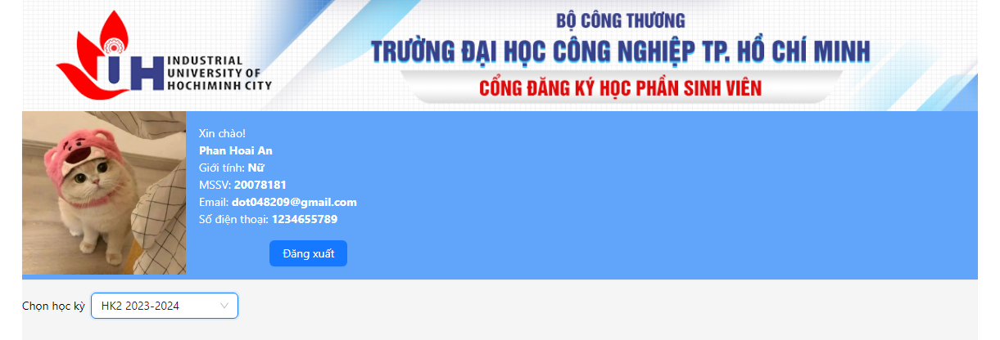 BỘ CÔNG THƯƠNG
IUH
INDUSTRIAL
UNIVERSITY OF
HOCHIMINH CITY
TRƯỜNG ĐẠI HỌC CÔNG NGHIỆP TP. HỒ CHÍ MINH
CỔNG ĐĂNG KÝ HỌC PHẦN SINH VIÊN
Xin chào!
Phan Hoai An
Giới tính: Nữ
MSSV: 20078181
Email: dot048209@gmail.com
Số điện thoại: 1234655789
Đăng xuất
Chọn học kỳ HK2 2023-2024